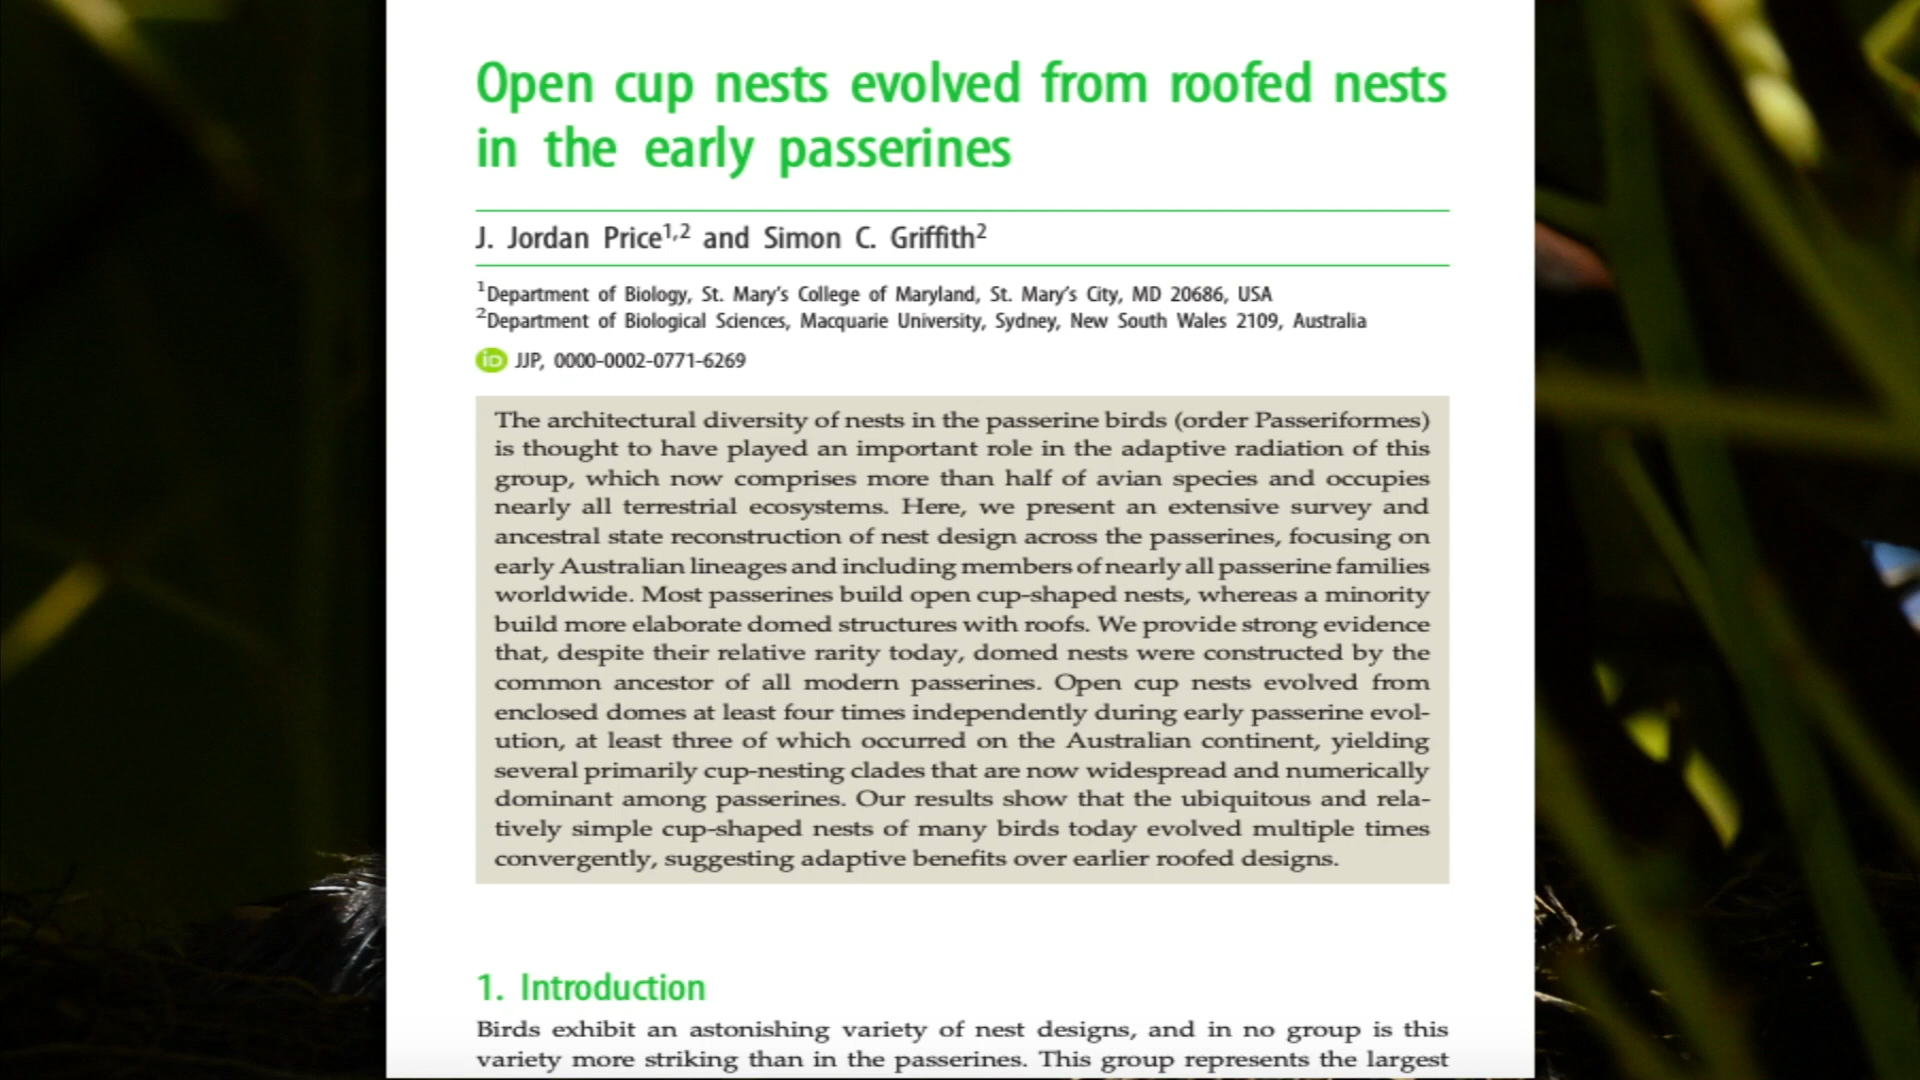 Open cup nests evolved from roofed nests
in the early passerines
J. Jordan Price1,2 and Simon C. Griffith2
1Department of Biology, St. Mary's College of Maryland, St. Mary's City, MD 20686, USA
2Department of Biological Sciences, Macquarie University, Sydney, New South Wales 2109, Australia
iD JJP, 0000-0002-0771-6269
The architectural diversity of nests in the passerine birds (order Passeriformes)
is thought to have played an important role in the adaptive radiation of this
group, which now comprises more than half of avian species and occupies
nearly all terrestrial ecosystems. Here, we present an extensive survey and
ancestral state reconstruction of nest design across the passerines, focusing on
early Australian lineages and including members of nearly all passerine families
worldwide. Most passerines build open cup-shaped nests, whereas a minority
build more elaborate domed structures with roofs. We provide strong evidence
that, despite their relative rarity today, domed nests were constructed by the
common ancestor of all modern passerines. Open cup nests evolved from
enclosed domes at least four times independently during early passerine evol-
ution, at least three of which occurred on the Australian continent, yielding
several primarily cup-nesting clades that are now widespread and numerically
dominant among passerines. Our results show that the ubiquitous and rela-
tively simple cup-shaped nests of many birds today evolved multiple times
convergently, suggesting adaptive benefits over earlier roofed designs.
1. Introduction
Birds exhibit an astonishing variety of nest designs, and in no group is this
variety more striking than in the passerines. This group represents the largest